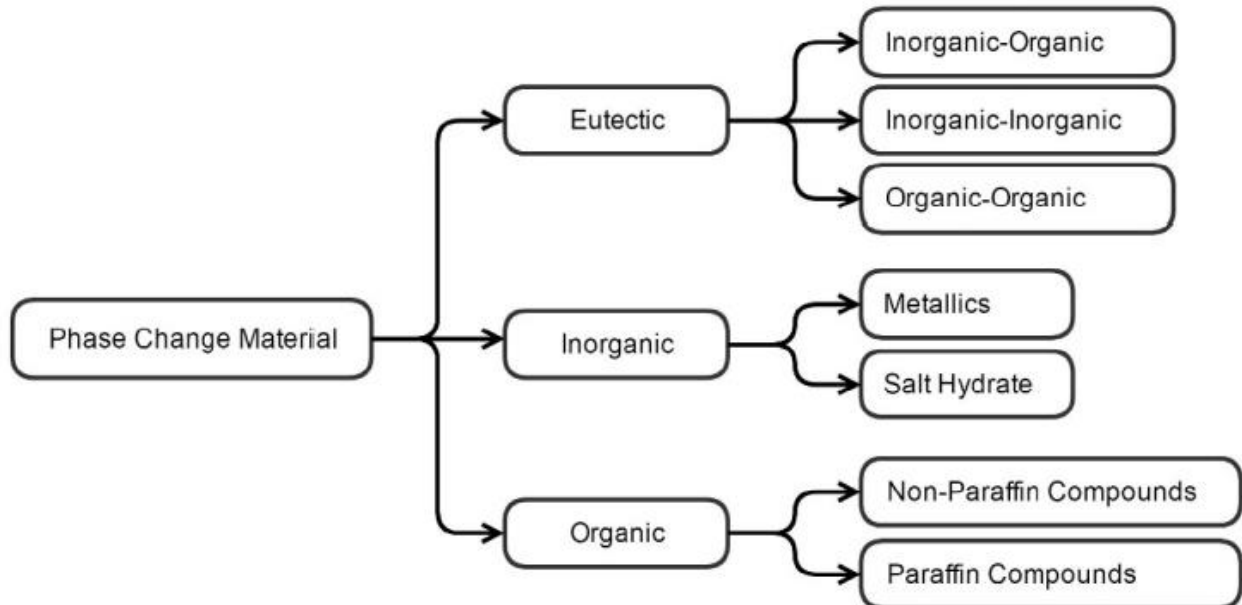 Phase Change Material
Eutectic
Inorganic-Organic
Inorganic-Inorganic
Organic-Organic
Inorganic
Metallics
Salt Hydrate
Organic
Non-Paraffin Compounds
Paraffin Compounds